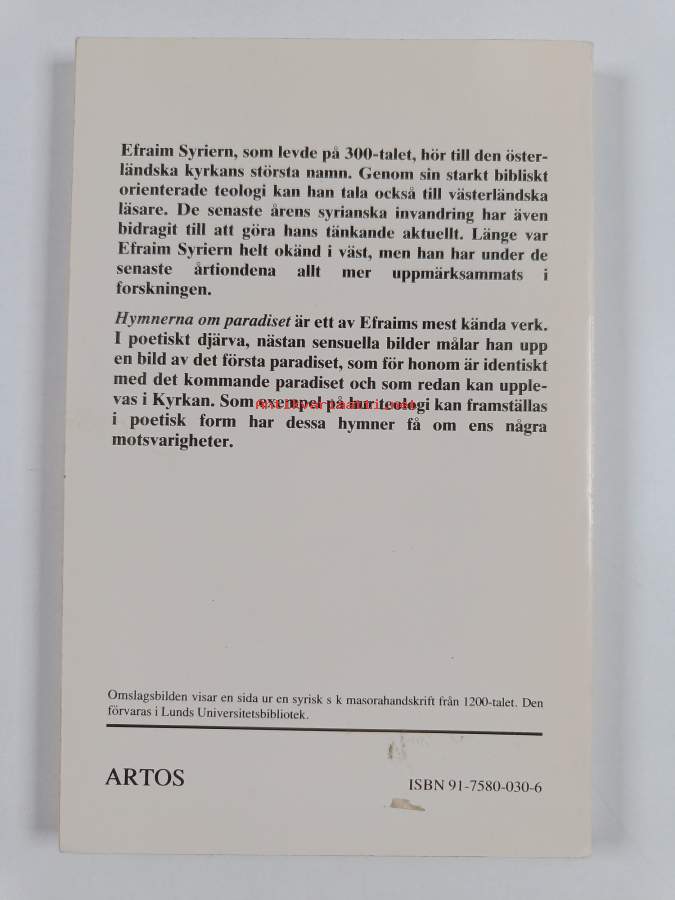 Efraim Syriern, som levde på 300-talet, hör till den öster-
ländska kyrkans största namn. Genom sin starkt bibliskt
orienterade teologi kan han tala också till västerländska
läsare. De senaste årens syrianska invandring har även
bidragit till att göra hans tänkande aktuellt. Länge var
Efraim Syriern helt okänd i väst, men han har under de
senaste årtiondena allt mer uppmärksammats i
forskningen.
Hymnerna om paradiset är ett av Efraims mest kända verk.
I poetiskt djärva, nästan sensuella bilder målar han upp
en bild av det första paradiset, som för honom är identiskt
med det kommande paradiset och som redan kan upple-
vas i Kyrkan. Som exempel på hur teologi kan framställas
antikvariaatti.net
i poetisk form har dessa hymner få om ens några
motsvarigheter.
Omslagsbilden visar en sida ur en syrisk s k masorahandskrift från 1200-talet. Den
förvaras i Lunds Universitetsbibliotek.
ARTOS
ISBN 91-7580-030-6